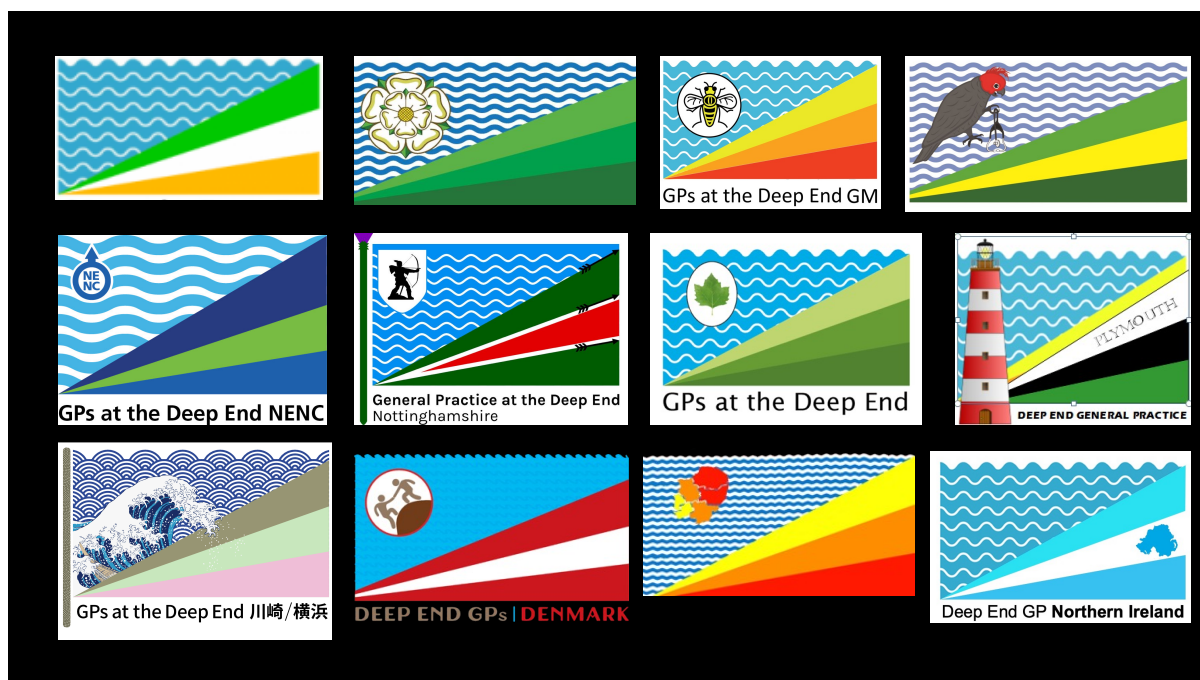 GPs at the Deep End GM
NE
NC
GPs at the Deep End NENC
General Practice at the Deep End
Nottinghamshire
GPs at the Deep End
PLYMOUTH
DEEP END GENERAL PRACTICE
GPs at the Deep End 川崎/横浜
DEEP END GPs | DENMARK
Deep End GP Northern Ireland